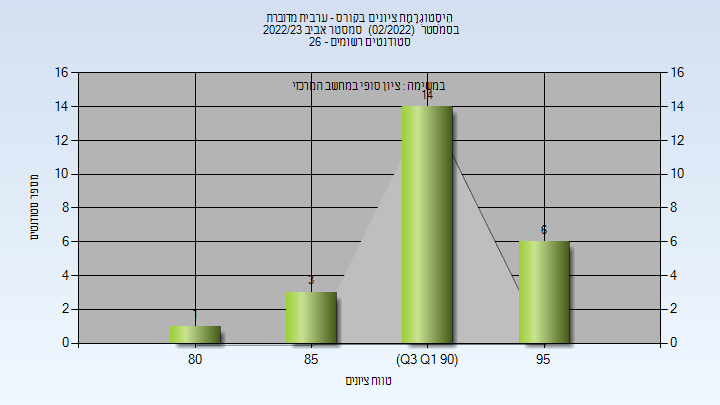 היסטוגרמת ציונים בקורס - ערבית מדוברת
בסמסטר (02/2022) סמסטר אביב 2022/23
סטודנטים רשומים - 26
במשימה : ציון סופי במחשב המרכזי
16 16
14 14
12 12
10 10
8 8
6 6
4 4
2 2
0 0
14
6
3
1
מספר סטודנטים
80 85 (Q3 Q1 90) 95
טווח ציונים